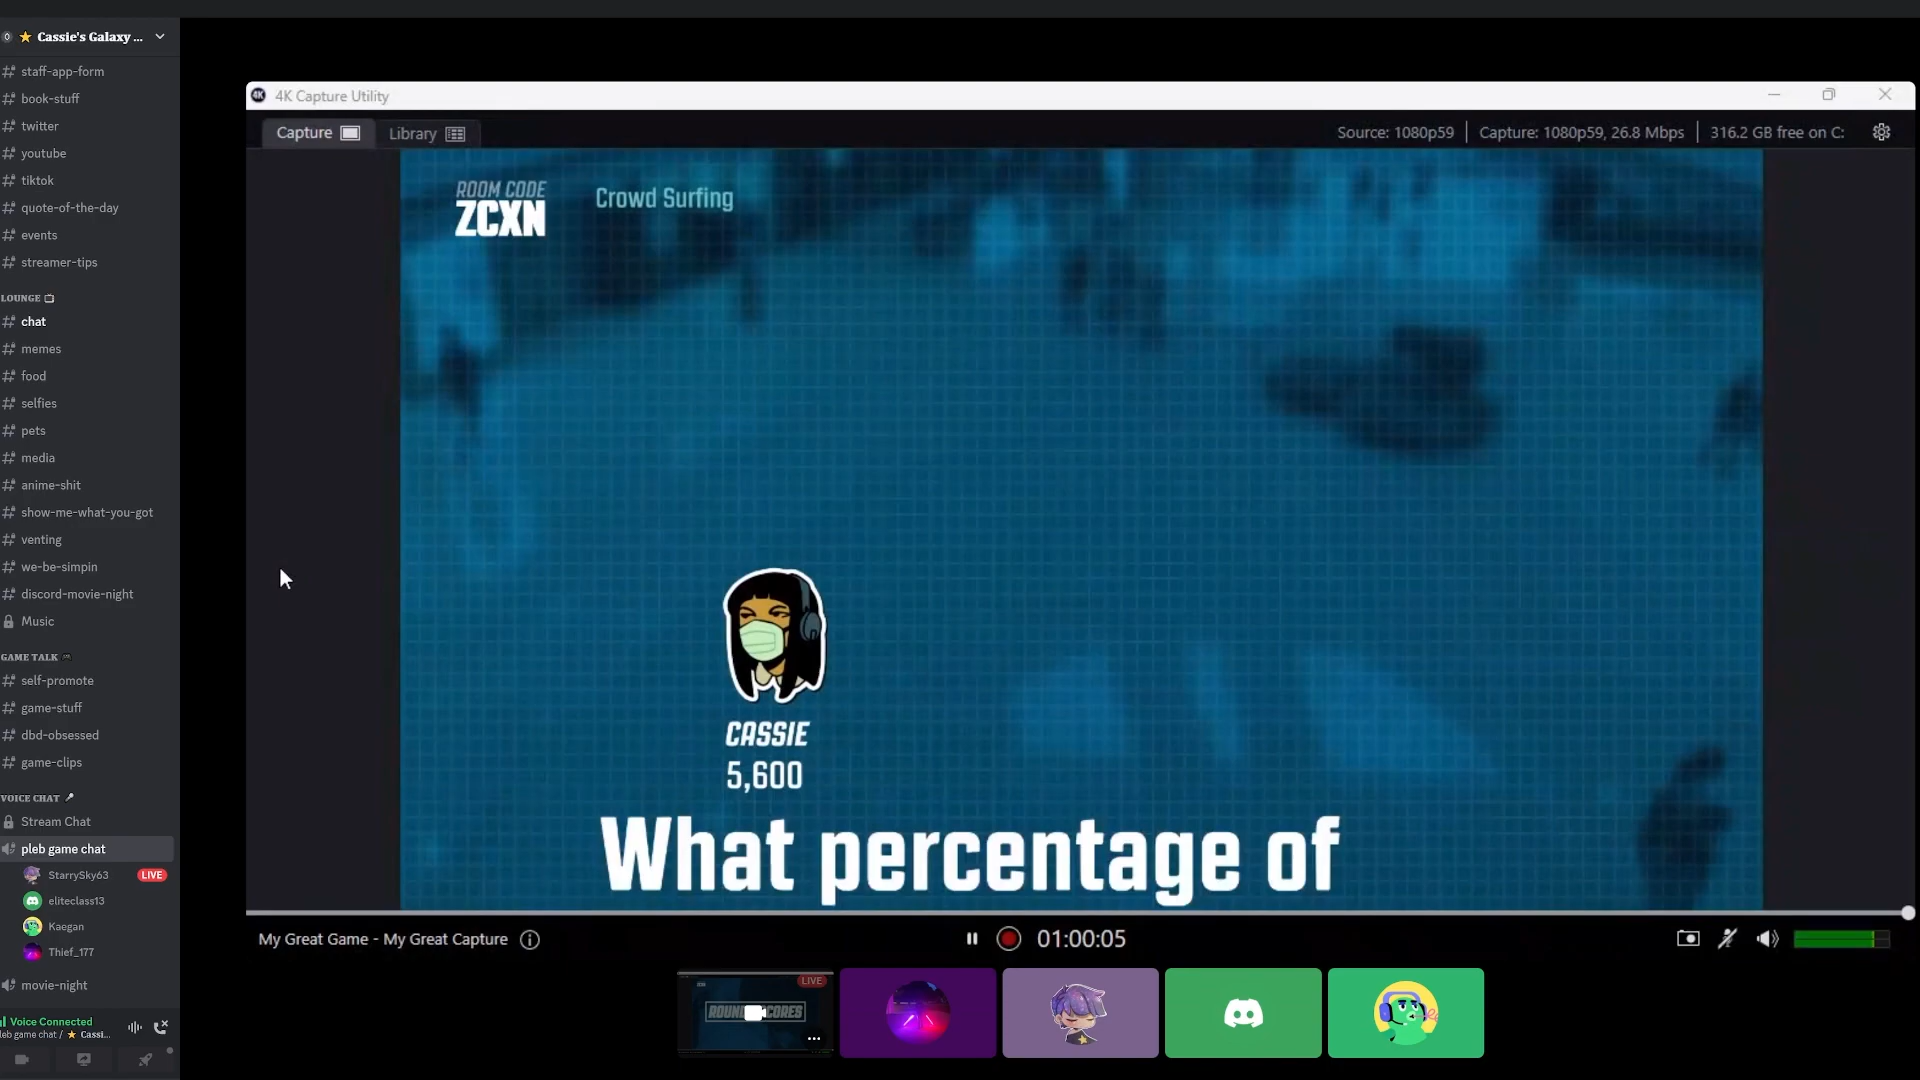 Cassie's Galaxy ...
staff-app-form
book-stuff
twitter
youtube
tiktok
quote-of-the-day
events
streamer-tips
LOUNGE
chat
memes
food
selfies
pets
media
anime-shit
show-me-what-you-got
venting
we-be-simpin
discord-movie-night
Music
GAME TALK
self-promote
game-stuff
dbd-obsessed
game-clips
VOICE CHAT
Stream Chat
pleb game chat
StarrySky63 LIVE
eliteclass13
Kaegan
Thief_177
movie-night
Voice Connected
leb game chat / Cassi...
4K Capture Utility
Capture Library Source: 1080p59 Capture: 1080p59, 26.8 Mbps 316.2 GB free on C:
ROOM CODE
ZCXN
Crowd Surfing
CASSIE
5,600
What percentage of
My Great Game - My Great Capture 01:00:05
LIVE